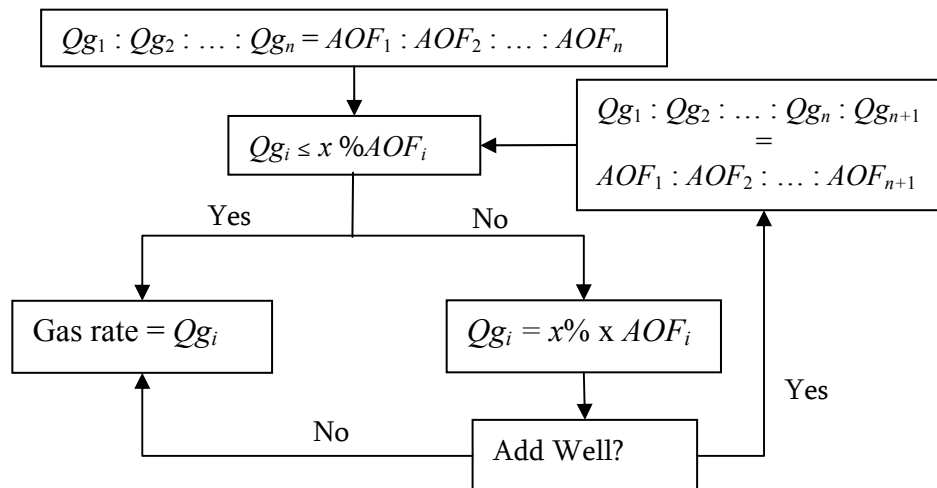 Qg₁ : Qg₂ : … : Qgₙ = AOF₁ : AOF₂ : … : AOFₙ
Qgᵢ ≤ x %AOFᵢ
Qg₁ : Qg₂ : … : Qgₙ : Qgₙ₊₁
=
AOF₁ : AOF₂ : … : AOFₙ₊₁
Yes
No
Gas rate = Qgᵢ
Qgᵢ = x% x AOFᵢ
Yes
No
Add Well?